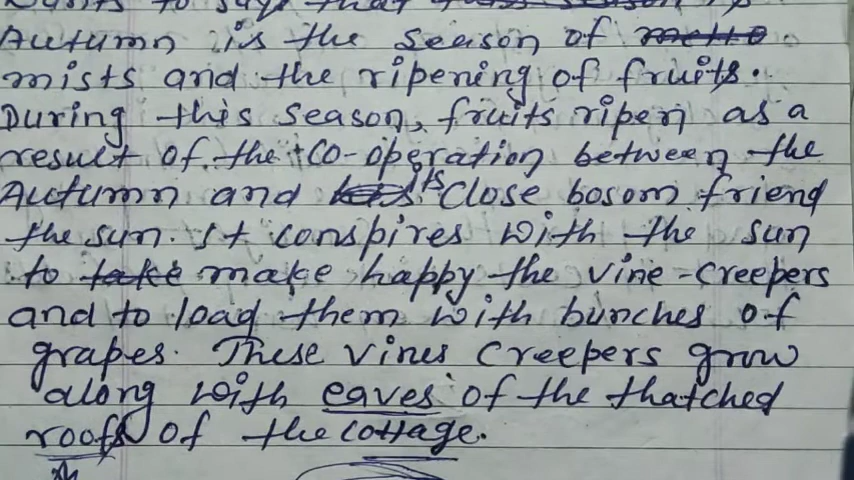 to say that
Autumn is the season of
mists and the ripening of fruits.
During this season, fruits ripen as a
result of the co-operation between the
Autumn and its close bosom friend
the sun. It conspires with the sun
to make happy the vine-creepers
and to load them with bunches of
grapes. These vines creepers grow
along with eaves of the thatched
roofs of the cottage.